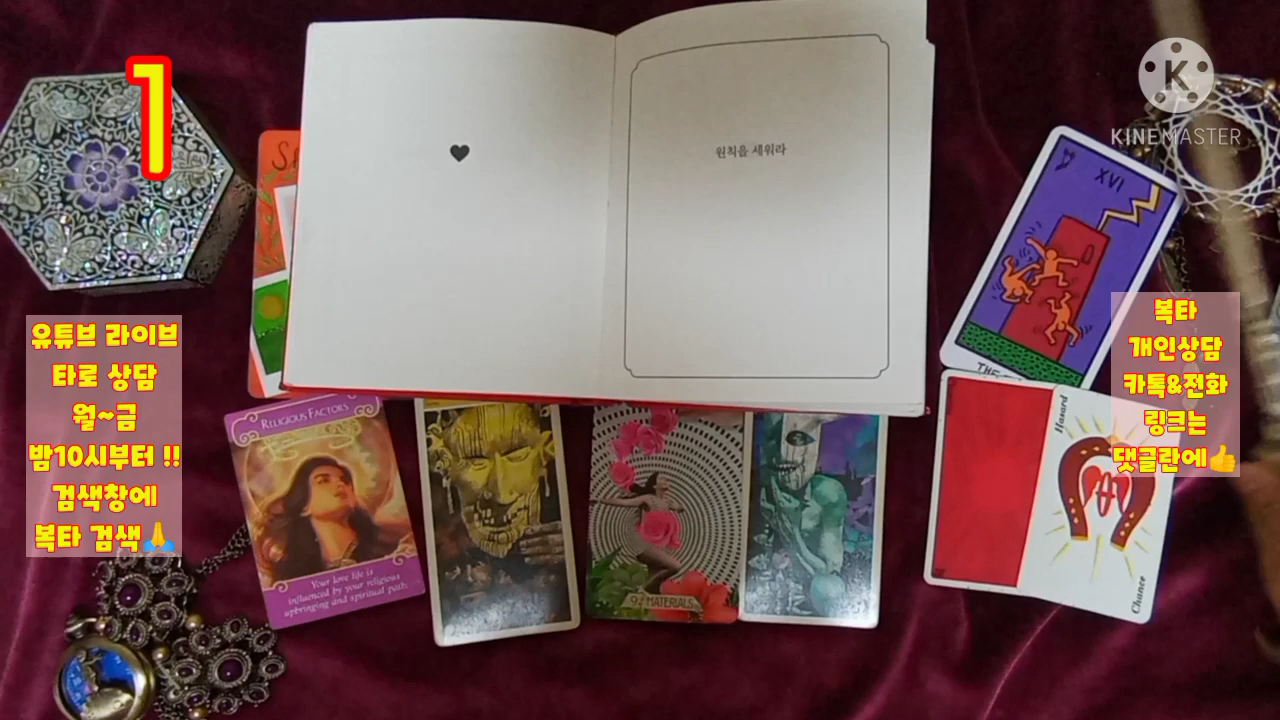 1
KINEMASTER
원칙을 세워라
XVI
유튜브 라이브
타로 상담
월~금
밤10시부터 !!
검색창에
복타 검색🙏
복타
개인상담
카톡&전화
링크는
댓글란에👍
RELIGIOUS FACTORS
Your love life is
influenced by your religious
upbringing and spiritual path.
9 MATERIALS
Hasard
Chance